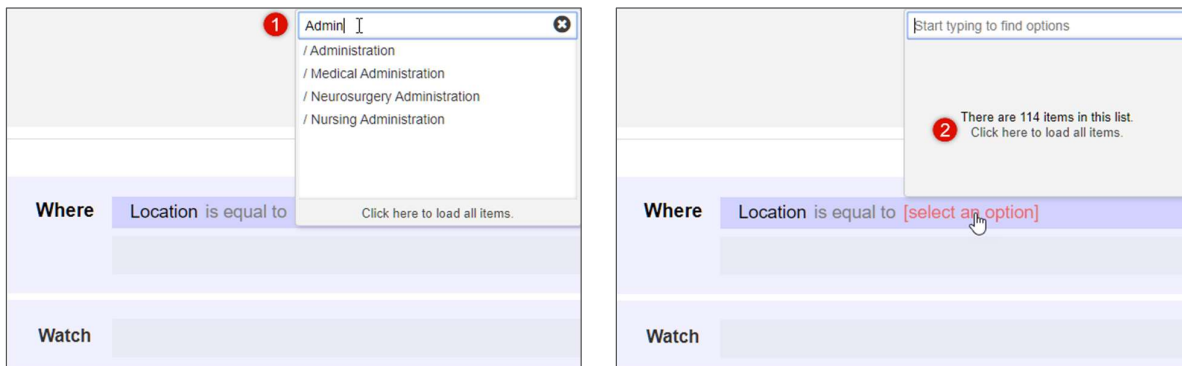 1
Admin
/ Administration
/ Medical Administration
/ Neurosurgery Administration
/ Nursing Administration
Click here to load all items.
Where
Location is equal to
Watch
Start typing to find options
2
There are 114 items in this list.
Click here to load all items.
Where
Location is equal to [select an option]
Watch